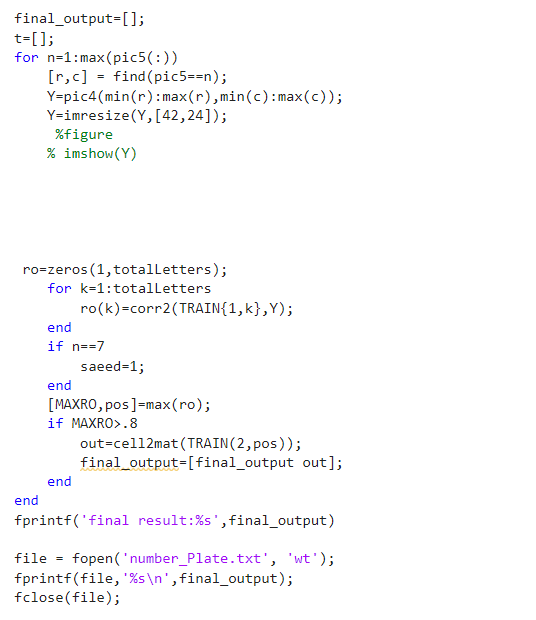 final_output=[];
t=[];
for n=1:max(pic5(:))
    [r,c] = find(pic5==n);
    Y=pic4(min(r):max(r),min(c):max(c));
    Y=imresize(Y,[42,24]);
     %figure
    % imshow(Y)
 ro=zeros(1,totalLetters);
    for k=1:totalLetters
        ro(k)=corr2(TRAIN{1,k},Y);
    end
    if n==7
        saeed=1;
    end
    [MAXRO,pos]=max(ro);
    if MAXRO>.8
        out=cell2mat(TRAIN(2,pos));
        final_output=[final_output out];
    end
end
fprintf('final result:%s',final_output)
file = fopen('number_Plate.txt', 'wt');
fprintf(file,'%s\n',final_output);
fclose(file);